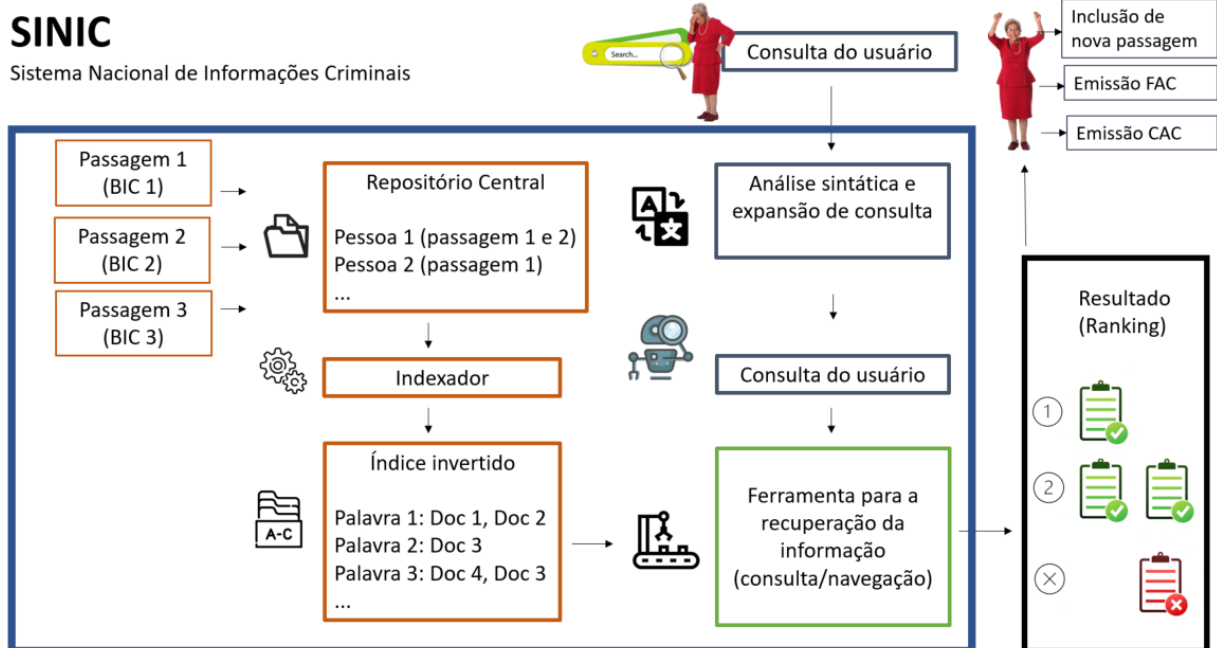 SINIC
Sistema Nacional de Informações Criminais
Search...
Consulta do usuário
Inclusão de
nova passagem
Emissão FAC
Emissão CAC
Passagem 1
(BIC 1)
Passagem 2
(BIC 2)
Passagem 3
(BIC 3)
Repositório Central
Pessoa 1 (passagem 1 e 2)
Pessoa 2 (passagem 1)
...
Indexador
Índice invertido
A-C
Palavra 1: Doc 1, Doc 2
Palavra 2: Doc 3
Palavra 3: Doc 4, Doc 3
...
A
文
Análise sintática e
expansão de consulta
Consulta do usuário
Ferramenta para a
recuperação da
informação
(consulta/navegação)
Resultado
(Ranking)
1
2